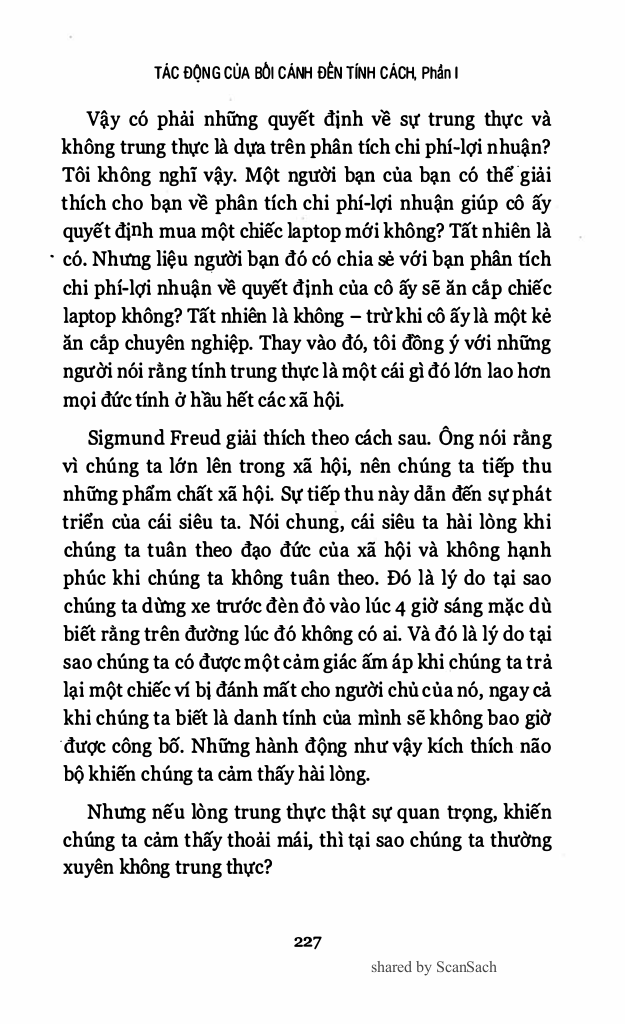 TÁC ĐỘNG CỦA BỐI CẢNH ĐẾN TÍNH CÁCH, Phần I
Vậy có phải những quyết định về sự trung thực và
không trung thực là dựa trên phân tích chi phí-lợi nhuận?
Tôi không nghĩ vậy. Một người bạn của bạn có thể giải
thích cho bạn về phân tích chi phí-lợi nhuận giúp cô ấy
quyết định mua một chiếc laptop mới không? Tất nhiên là
có. Nhưng liệu người bạn đó có chia sẻ với bạn phân tích
chi phí-lợi nhuận về quyết định của cô ấy sẽ ăn cắp chiếc
laptop không? Tất nhiên là không – trừ khi cô ấy là một kẻ
ăn cắp chuyên nghiệp. Thay vào đó, tôi đồng ý với những
người nói rằng tính trung thực là một cái gì đó lớn lao hơn
mọi đức tính ở hầu hết các xã hội.
Sigmund Freud giải thích theo cách sau. Ông nói rằng
vì chúng ta lớn lên trong xã hội, nên chúng ta tiếp thu
những phẩm chất xã hội. Sự tiếp thu này dẫn đến sự phát
triển của cái siêu ta. Nói chung, cái siêu ta hài lòng khi
chúng ta tuân theo đạo đức của xã hội và không hạnh
phúc khi chúng ta không tuân theo. Đó là lý do tại sao
chúng ta dừng xe trước đèn đỏ vào lúc 4 giờ sáng mặc dù
biết rằng trên đường lúc đó không có ai. Và đó là lý do tại
sao chúng ta có được một cảm giác ấm áp khi chúng ta trả
lại một chiếc ví bị đánh mất cho người chủ của nó, ngay cả
khi chúng ta biết là danh tính của mình sẽ không bao giờ
được công bố. Những hành động như vậy kích thích não
bộ khiến chúng ta cảm thấy hài lòng.
Nhưng nếu lòng trung thực thật sự quan trọng, khiến
chúng ta cảm thấy thoải mái, thì tại sao chúng ta thường
xuyên không trung thực?
227
shared by ScanSach